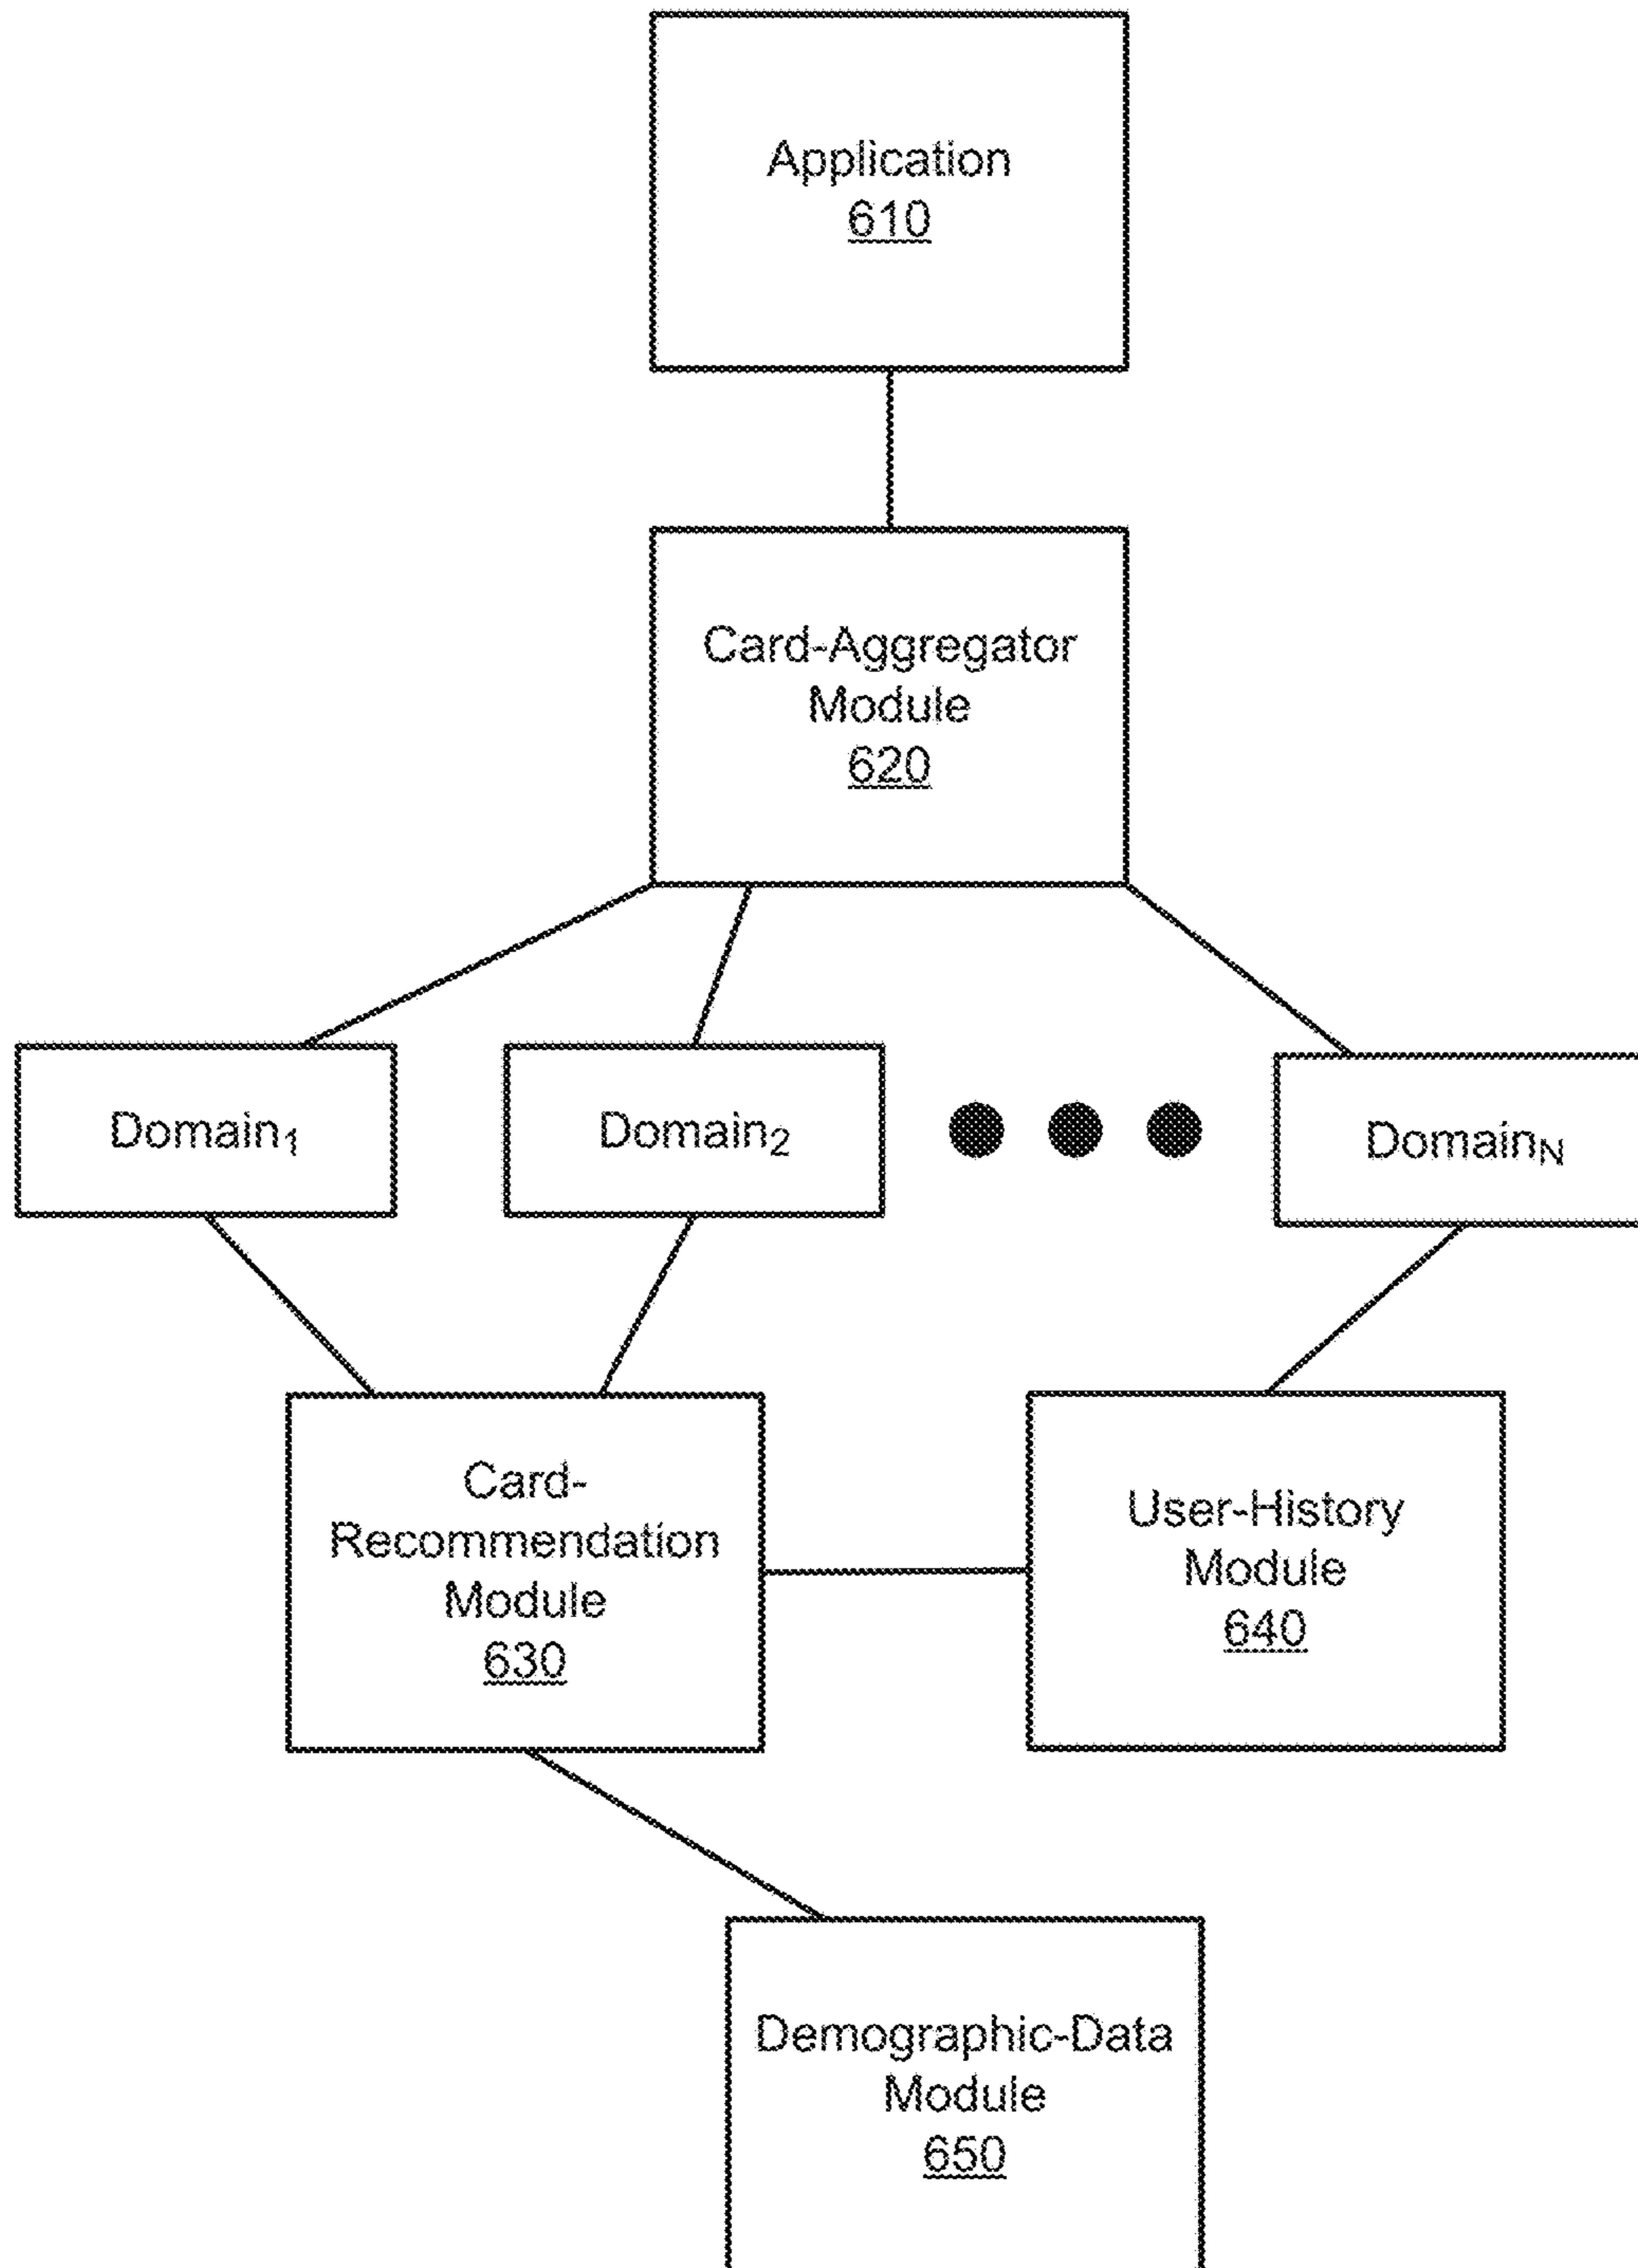 Application
610
Card-Aggregator
Module
620
Domain₁
Domain₂
Domain_N
Card-
Recommendation
Module
630
User-History
Module
640
Demographic-Data
Module
650